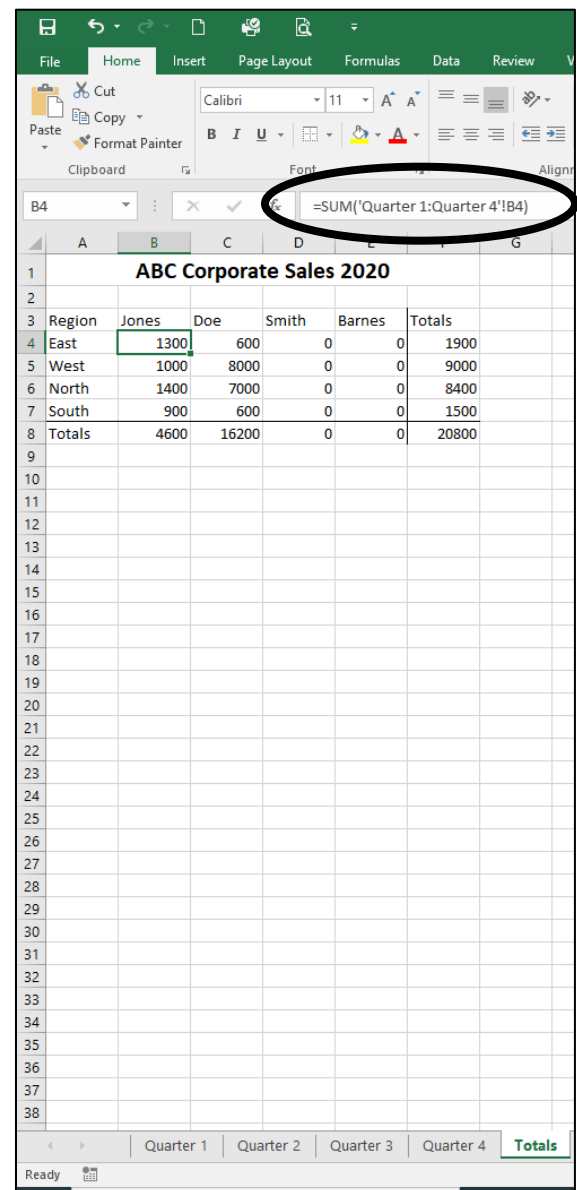 File Home Insert Page Layout Formulas Data Review
Cut
Copy
Format Painter
Paste
Calibri 11 A A
B I U A
Clipboard Font
B4 fx =SUM('Quarter 1:Quarter 4'!B4)
A B C D E F G
1 ABC Corporate Sales 2020
2
3 Region Jones Doe Smith Barnes Totals
4 East 1300 600 0 0 1900
5 West 1000 8000 0 0 9000
6 North 1400 7000 0 0 8400
7 South 900 600 0 0 1500
8 Totals 4600 16200 0 0 20800
9
10
11
12
13
14
15
16
17
18
19
20
21
22
23
24
25
26
27
28
29
30
31
32
33
34
35
36
37
38
Quarter 1 Quarter 2 Quarter 3 Quarter 4 Totals
Ready